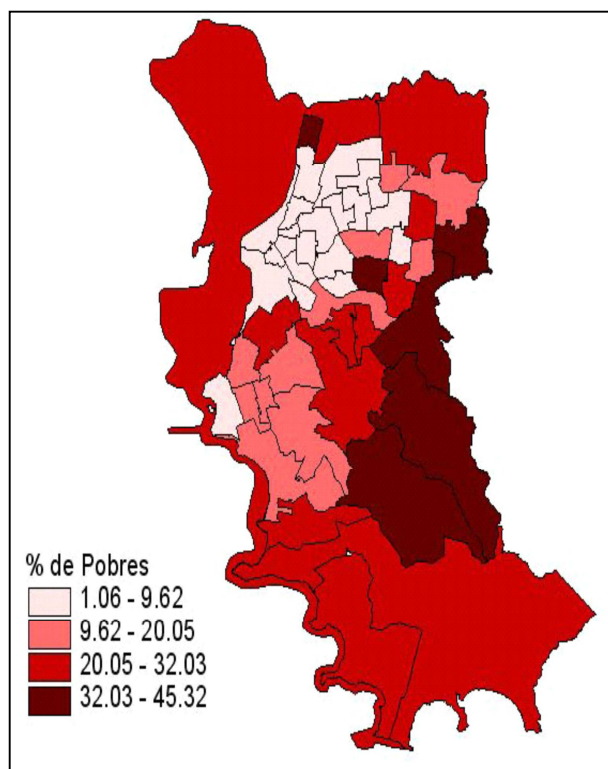 % de Pobres
1.06 - 9.62
9.62 - 20.05
20.05 - 32.03
32.03 - 45.32